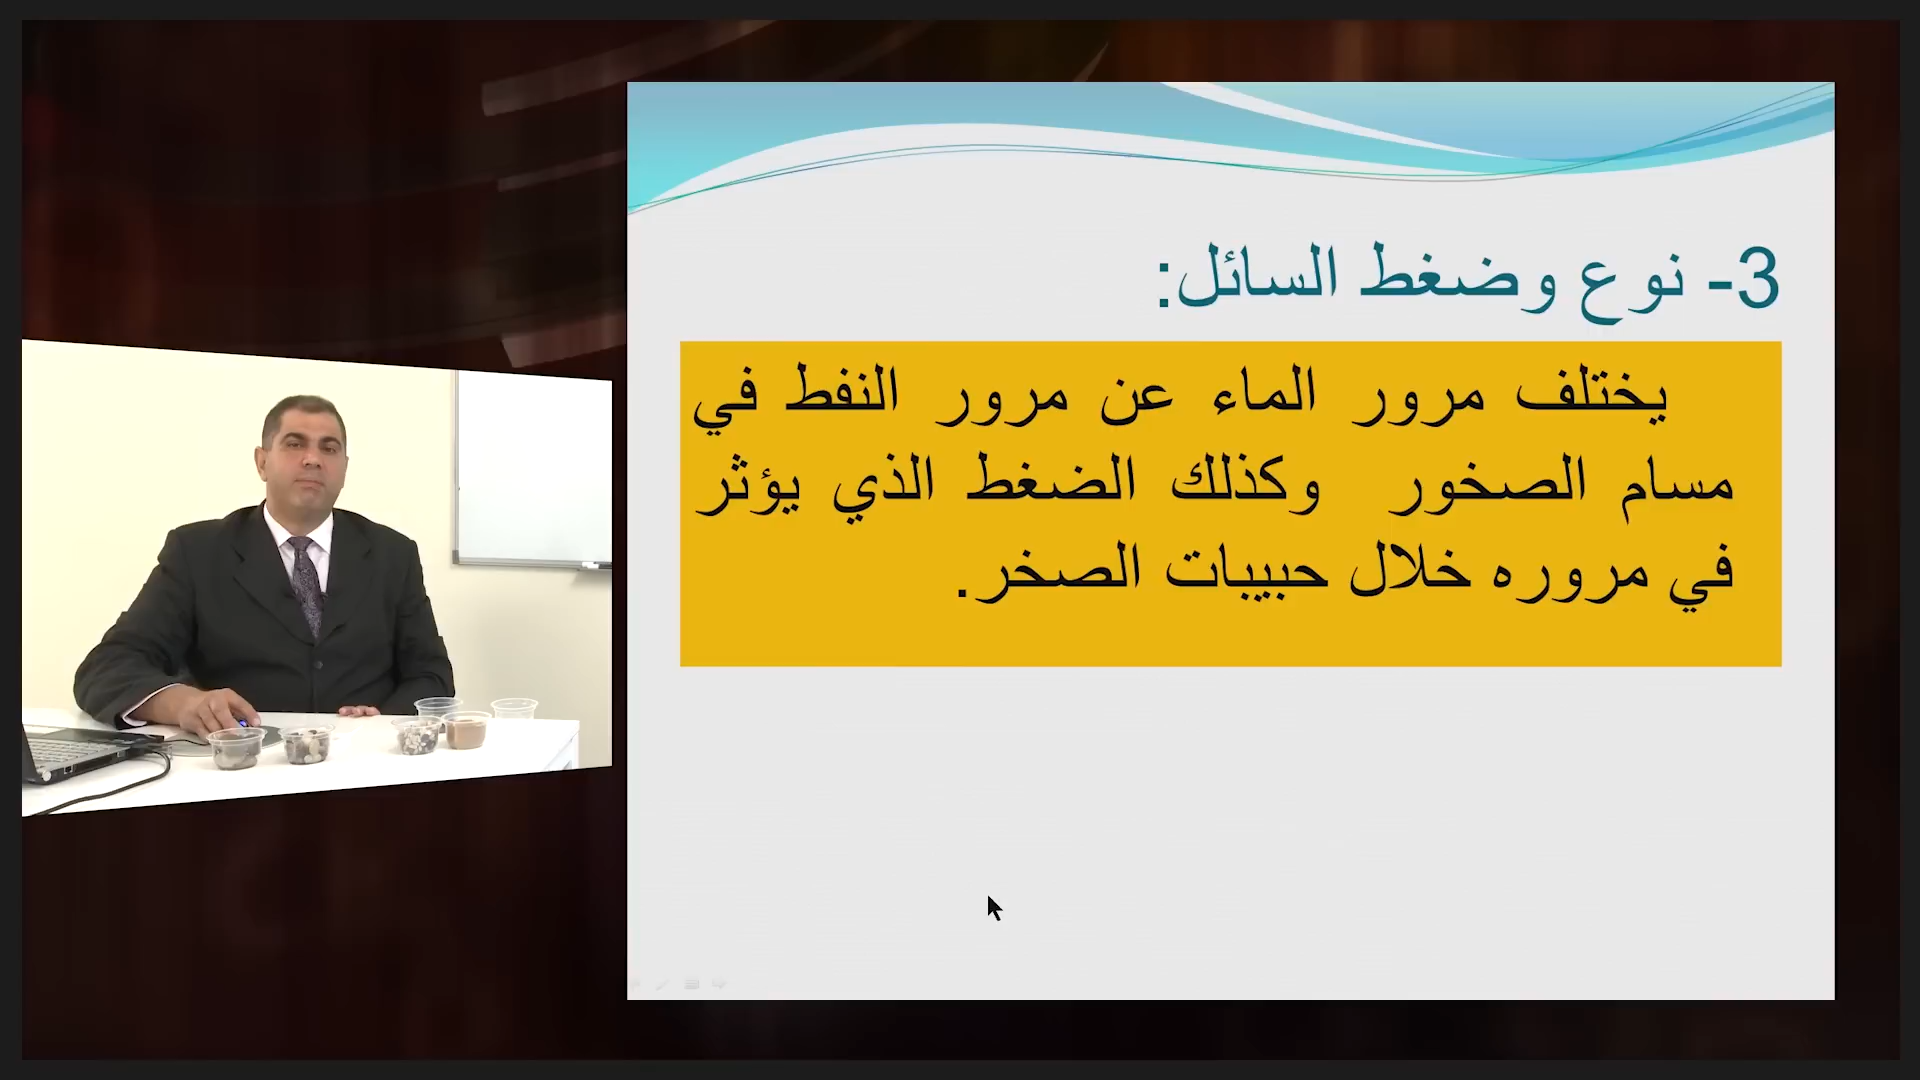 3- نوع وضغط السائل:
يختلف مرور الماء عن مرور النفط في
مسام الصخور وكذلك الضغط الذي يؤثر
في مروره خلال حبيبات الصخر.